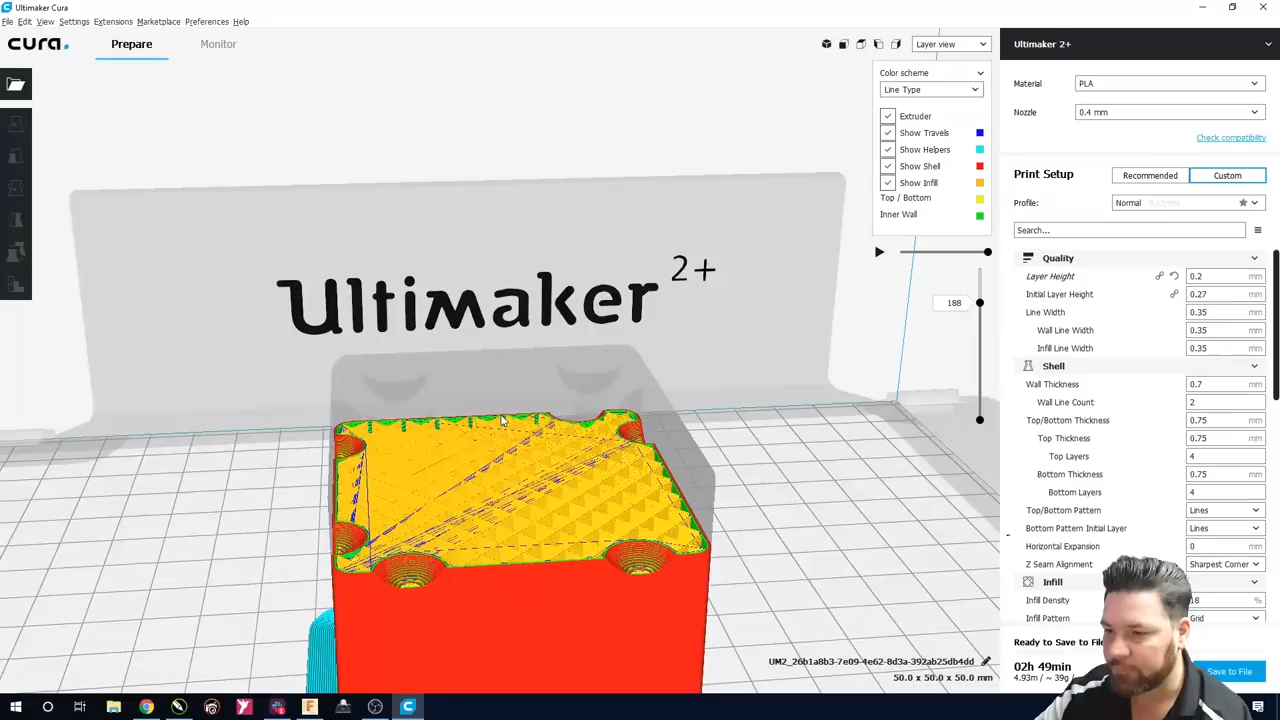 Ultimaker Cura
File Edit View Settings Extensions Marketplace Preferences Help
cura.
Prepare
Monitor
Layer view
Ultimaker 2+
Color scheme
Line Type
Extruder
Show Travels
Show Helpers
Show Shell
Show Infill
Top / Bottom
Inner Wall
188
Ultimaker 2+
Material
PLA
Nozzle
0.4 mm
Check compatibility
Print Setup
Recommended
Custom
Profile:
Normal 0.15mm
Search...
Quality
Layer Height 0.2 mm
Initial Layer Height 0.27 mm
Line Width 0.35 mm
Wall Line Width 0.35 mm
Infill Line Width 0.35 mm
Shell
Wall Thickness 0.7 mm
Wall Line Count 2
Top/Bottom Thickness 0.75 mm
Top Thickness 0.75 mm
Top Layers 4
Bottom Thickness 0.75 mm
Bottom Layers 4
Top/Bottom Pattern Lines
Bottom Pattern Initial Layer Lines
Horizontal Expansion 0 mm
Z Seam Alignment Sharpest Corner
Infill
Infill Density 18 %
Infill Pattern Grid
Ready to Save to File
02h 49min
4.93m / ~ 39g
Save to File
UM2_26b1a8b3-7e09-4e62-8d3a-392ab25db4dd
50.0 x 50.0 x 50.0 mm